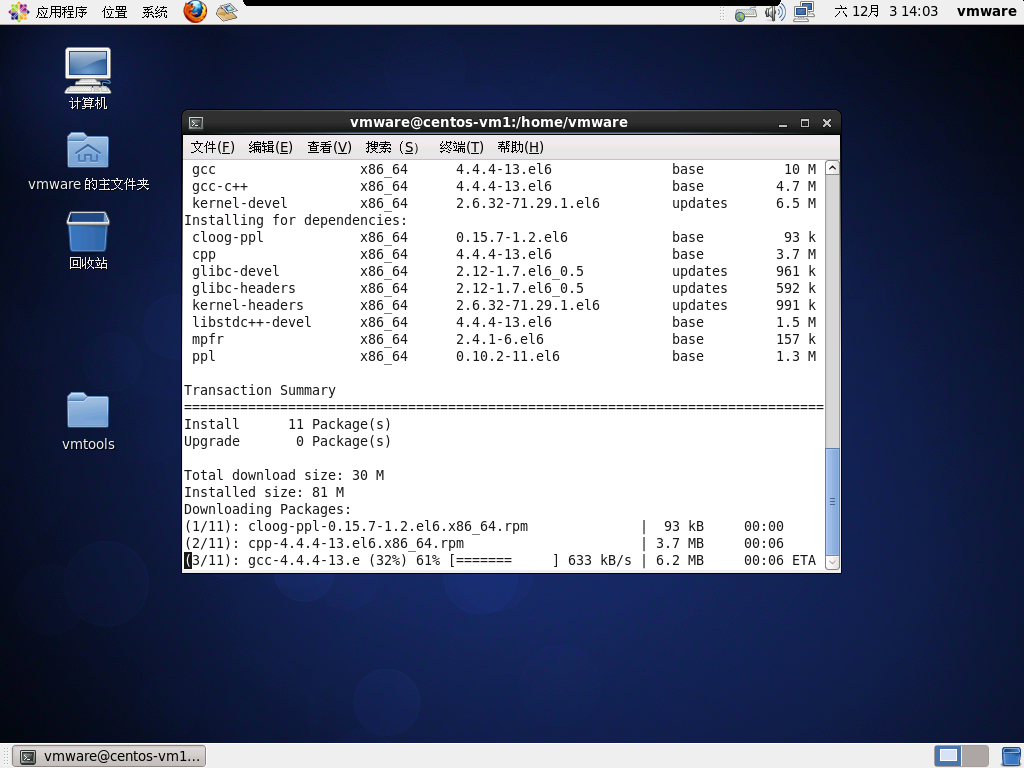 应用程序 位置 系统 六 12月 3 14:03 vmware
计算机
vmware 的主文件夹
回收站
vmtools
vmware@centos-vm1:/home/vmware
文件(F) 编辑(E) 查看(V) 搜索 (S) 终端(T) 帮助(H)
gcc x86_64 4.4.4-13.el6 base 10 M
gcc-c++ x86_64 4.4.4-13.el6 base 4.7 M
kernel-devel x86_64 2.6.32-71.29.1.el6 updates 6.5 M
Installing for dependencies:
cloog-ppl x86_64 0.15.7-1.2.el6 base 93 k
cpp x86_64 4.4.4-13.el6 base 3.7 M
glibc-devel x86_64 2.12-1.7.el6_0.5 updates 961 k
glibc-headers x86_64 2.12-1.7.el6_0.5 updates 592 k
kernel-headers x86_64 2.6.32-71.29.1.el6 updates 991 k
libstdc++-devel x86_64 4.4.4-13.el6 base 1.5 M
mpfr x86_64 2.4.1-6.el6 base 157 k
ppl x86_64 0.10.2-11.el6 base 1.3 M
Transaction Summary
================================================================================
Install 11 Package(s)
Upgrade 0 Package(s)
Total download size: 30 M
Installed size: 81 M
Downloading Packages:
(1/11): cloog-ppl-0.15.7-1.2.el6.x86_64.rpm | 93 kB 00:00
(2/11): cpp-4.4.4-13.el6.x86_64.rpm | 3.7 MB 00:06
(3/11): gcc-4.4.4-13.e (32%) 61% [======= ] 633 kB/s | 6.2 MB 00:06 ETA
vmware@centos-vm1...